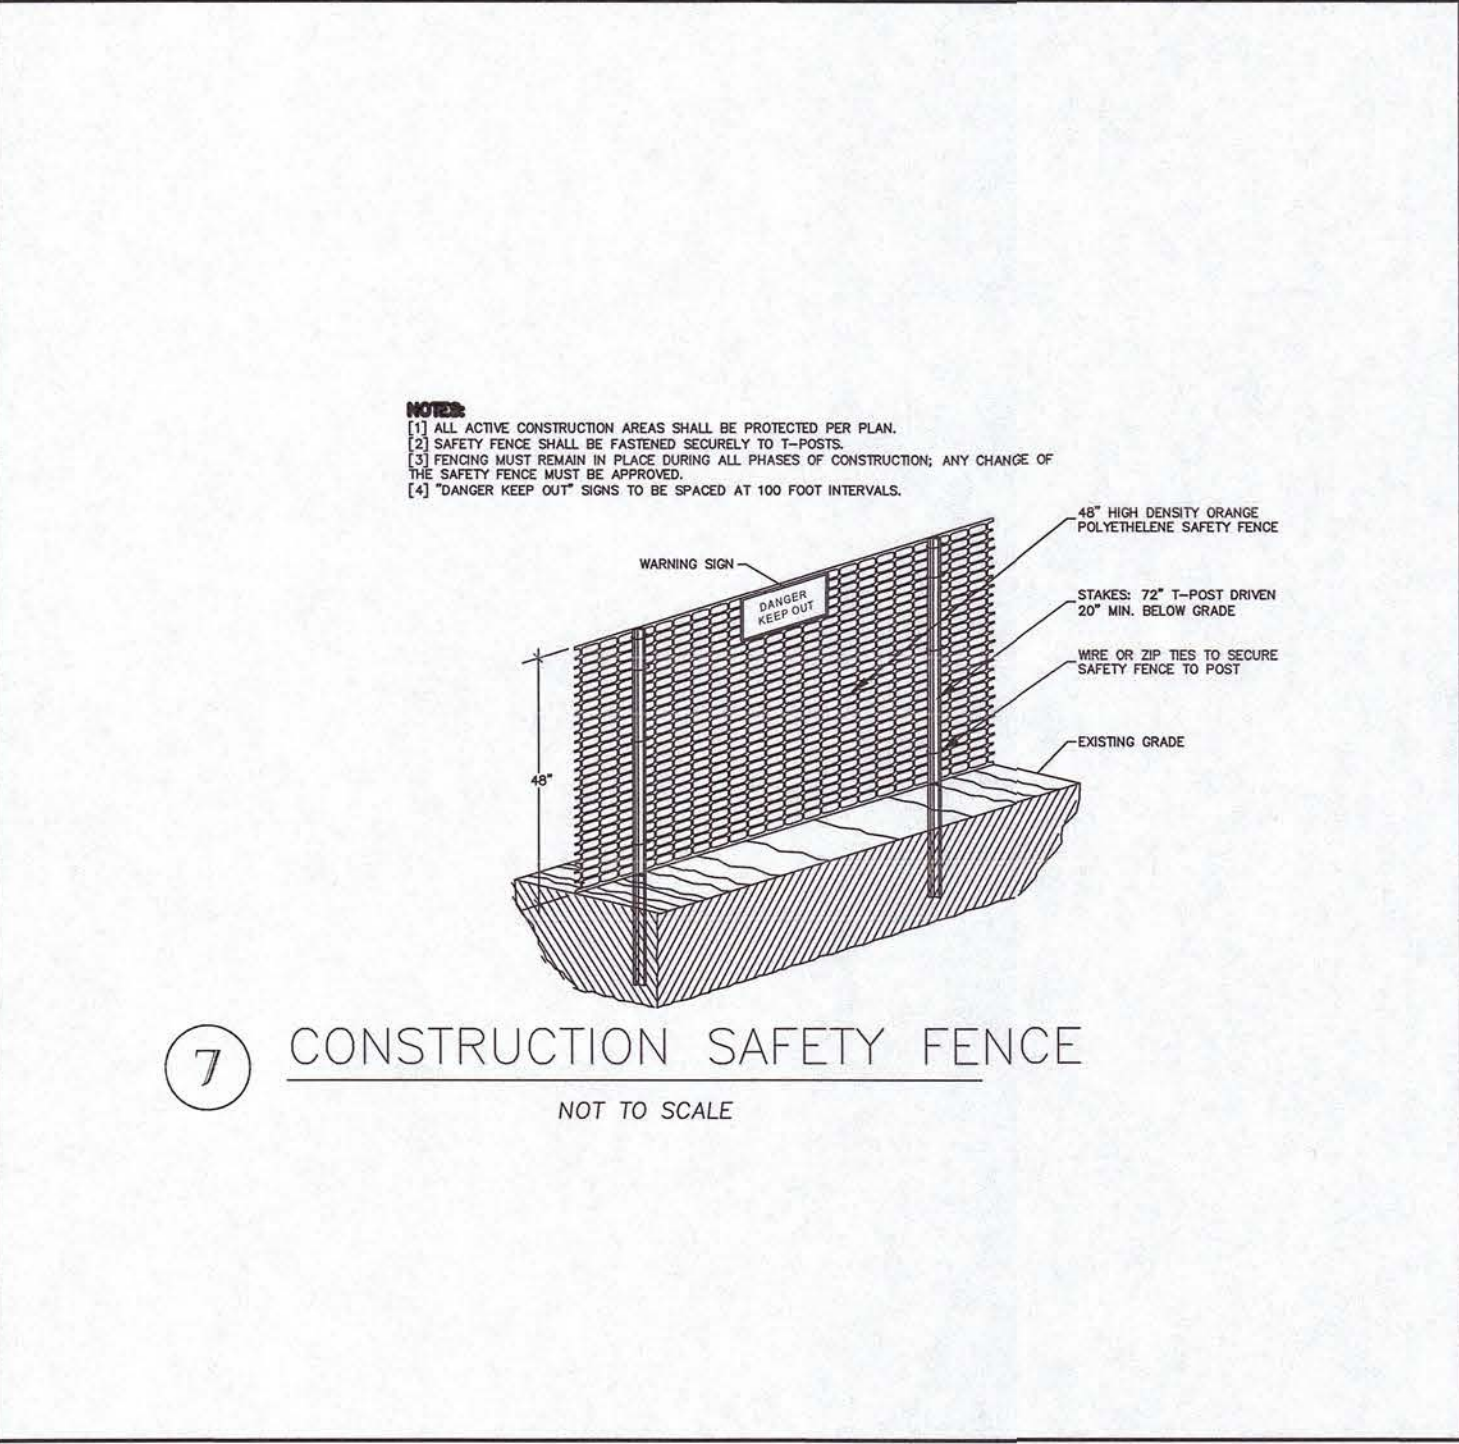 NOTES:
[1] ALL ACTIVE CONSTRUCTION AREAS SHALL BE PROTECTED PER PLAN.
[2] SAFETY FENCE SHALL BE FASTENED SECURELY TO T-POSTS.
[3] FENCING MUST REMAIN IN PLACE DURING ALL PHASES OF CONSTRUCTION; ANY CHANGE OF
THE SAFETY FENCE MUST BE APPROVED.
[4] "DANGER KEEP OUT" SIGNS TO BE SPACED AT 100 FOOT INTERVALS.
48" HIGH DENSITY ORANGE
POLYETHELENE SAFETY FENCE
WARNING SIGN
DANGER
KEEP OUT
STAKES: 72" T-POST DRIVEN
20" MIN. BELOW GRADE
WIRE OR ZIP TIES TO SECURE
SAFETY FENCE TO POST
EXISTING GRADE
48"
7 CONSTRUCTION SAFETY FENCE
NOT TO SCALE